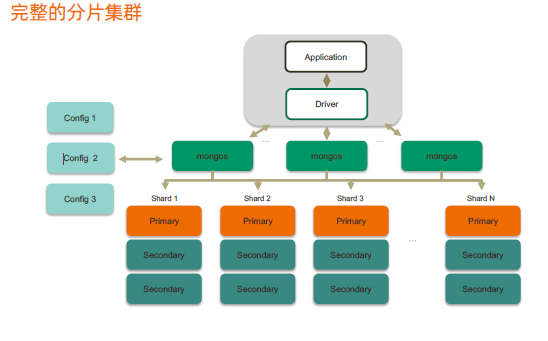 完整的分片集群
Application
Driver
Config 1
Config 2
Config 3
mongos
...
mongos
...
mongos
Shard 1
Shard 2
Shard 3
Shard N
Primary
Primary
Primary
Primary
Secondary
Secondary
Secondary
...
Secondary
Secondary
Secondary
Secondary
Secondary